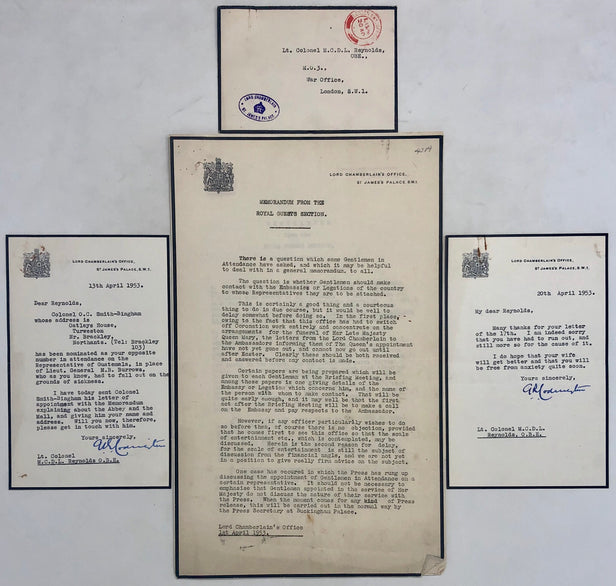 Lt. Colonel M.C.D.L. Reynolds,
OBE.,
M.O.3.,
War Office,
London, S.W.1.
LORD CHAMBERLAIN
ST JAMES'S PALACE
LORD CHAMBERLAIN'S OFFICE,
ST JAMES'S PALACE, S.W.1.
MEMORANDUM FROM THE
ROYAL GUESTS SECTION.
There is a question which some Gentlemen in
Attendance have asked, and which it may be helpful
to deal with in a general memorandum. to all.
The question is whether Gentlemen should make
contact with the Embassies or Legations of the country
to whose Representatives they are to be attached.
This is certainly a good thing and a courteous
thing to do in due course, but it would be well to
delay somewhat before doing so. In the first place,
owing to the fact that this office has had to switch
off Coronation work entirely and concentrate on the
arrangements for the funeral of Her Late Majesty
Queen Mary, the letters from the Lord Chamberlain to
the Ambassadors informing them of The Queen's appointment
have not yet gone out, and cannot now go out until
after Easter. Clearly these should be both received
and answered before any contact is made.
Certain papers are being prepared which will be
given to each Gentleman at the Briefing Meeting, and
among these papers is one giving details of the
Embassy or Legation which concerns him, and the name of
the person with whom to make contact. That will be
quite early enough, and it may well be that the first
act after the Briefing Meeting will be to make a call
on the Embassy and pay respects to the Ambassador.
However, if any officer particularly wishes to do
so before then, of course there is no objection, provided
that he comes first to see this office so that the scale
of entertainment etc., which is contemplated, may be
discussed. Herein is the second reason for delay,
for the scale of entertainment is still the subject of
discussion from the financial angle, and we are not yet
in a position to give really firm advice on the subject.
One case has occured in which the Press has rung up
discussing the appointment of Gentlemen in Attendance on a
certain representative. It should not be necessary to
emphasise that Gentlemen appointed in the service of Her
Majesty do not discuss the nature of their service with
the Press. When the moment comes for any kind of Press
release, this will be carried out in the normal way by
the Press Secretary at Buckingham Palace.
Lord Chamberlain's Office
1st April 1953.
LORD CHAMBERLAIN'S OFFICE,
ST JAMES'S PALACE, S.W.1.
13th April 1953.
Dear Reynolds,
Colonel O.C. Smith-Bingham
whose address is
Catlays House,
Turweston
Nr. Brackley,
Northants. (Tel: Brackley
103)
has been nominated as your opposite
number in attendance on the
Representative of Guatemala, in place
of Lieut. General M.B. Burrows,
who as you know, had to fall out on the
grounds of sickness.
I have today sent Colonel
Smith-Bingham his letter of
appointment with the Memorandum
explaining about the Abbey and the
Mall, and giving him your name and
address. Will you now, therefore,
please get in touch with him.
Yours sincerely,
Lt. Colonel
M.C.D.L. Reynolds O.B.E.
LORD CHAMBERLAIN'S OFFICE,
ST JAMES'S PALACE, S.W.1.
20th April 1953.
My dear Reynolds,
Many thanks for your letter
of the 17th. I am indeed sorry
that you have had to run out, and
still more so for the cause of it.
I do hope that your wife
will get better and that you will
be free from anxiety quite soon.
Yours sincerely,
Lt. Colonel M.C.D.L.
Reynolds, O.B.E.